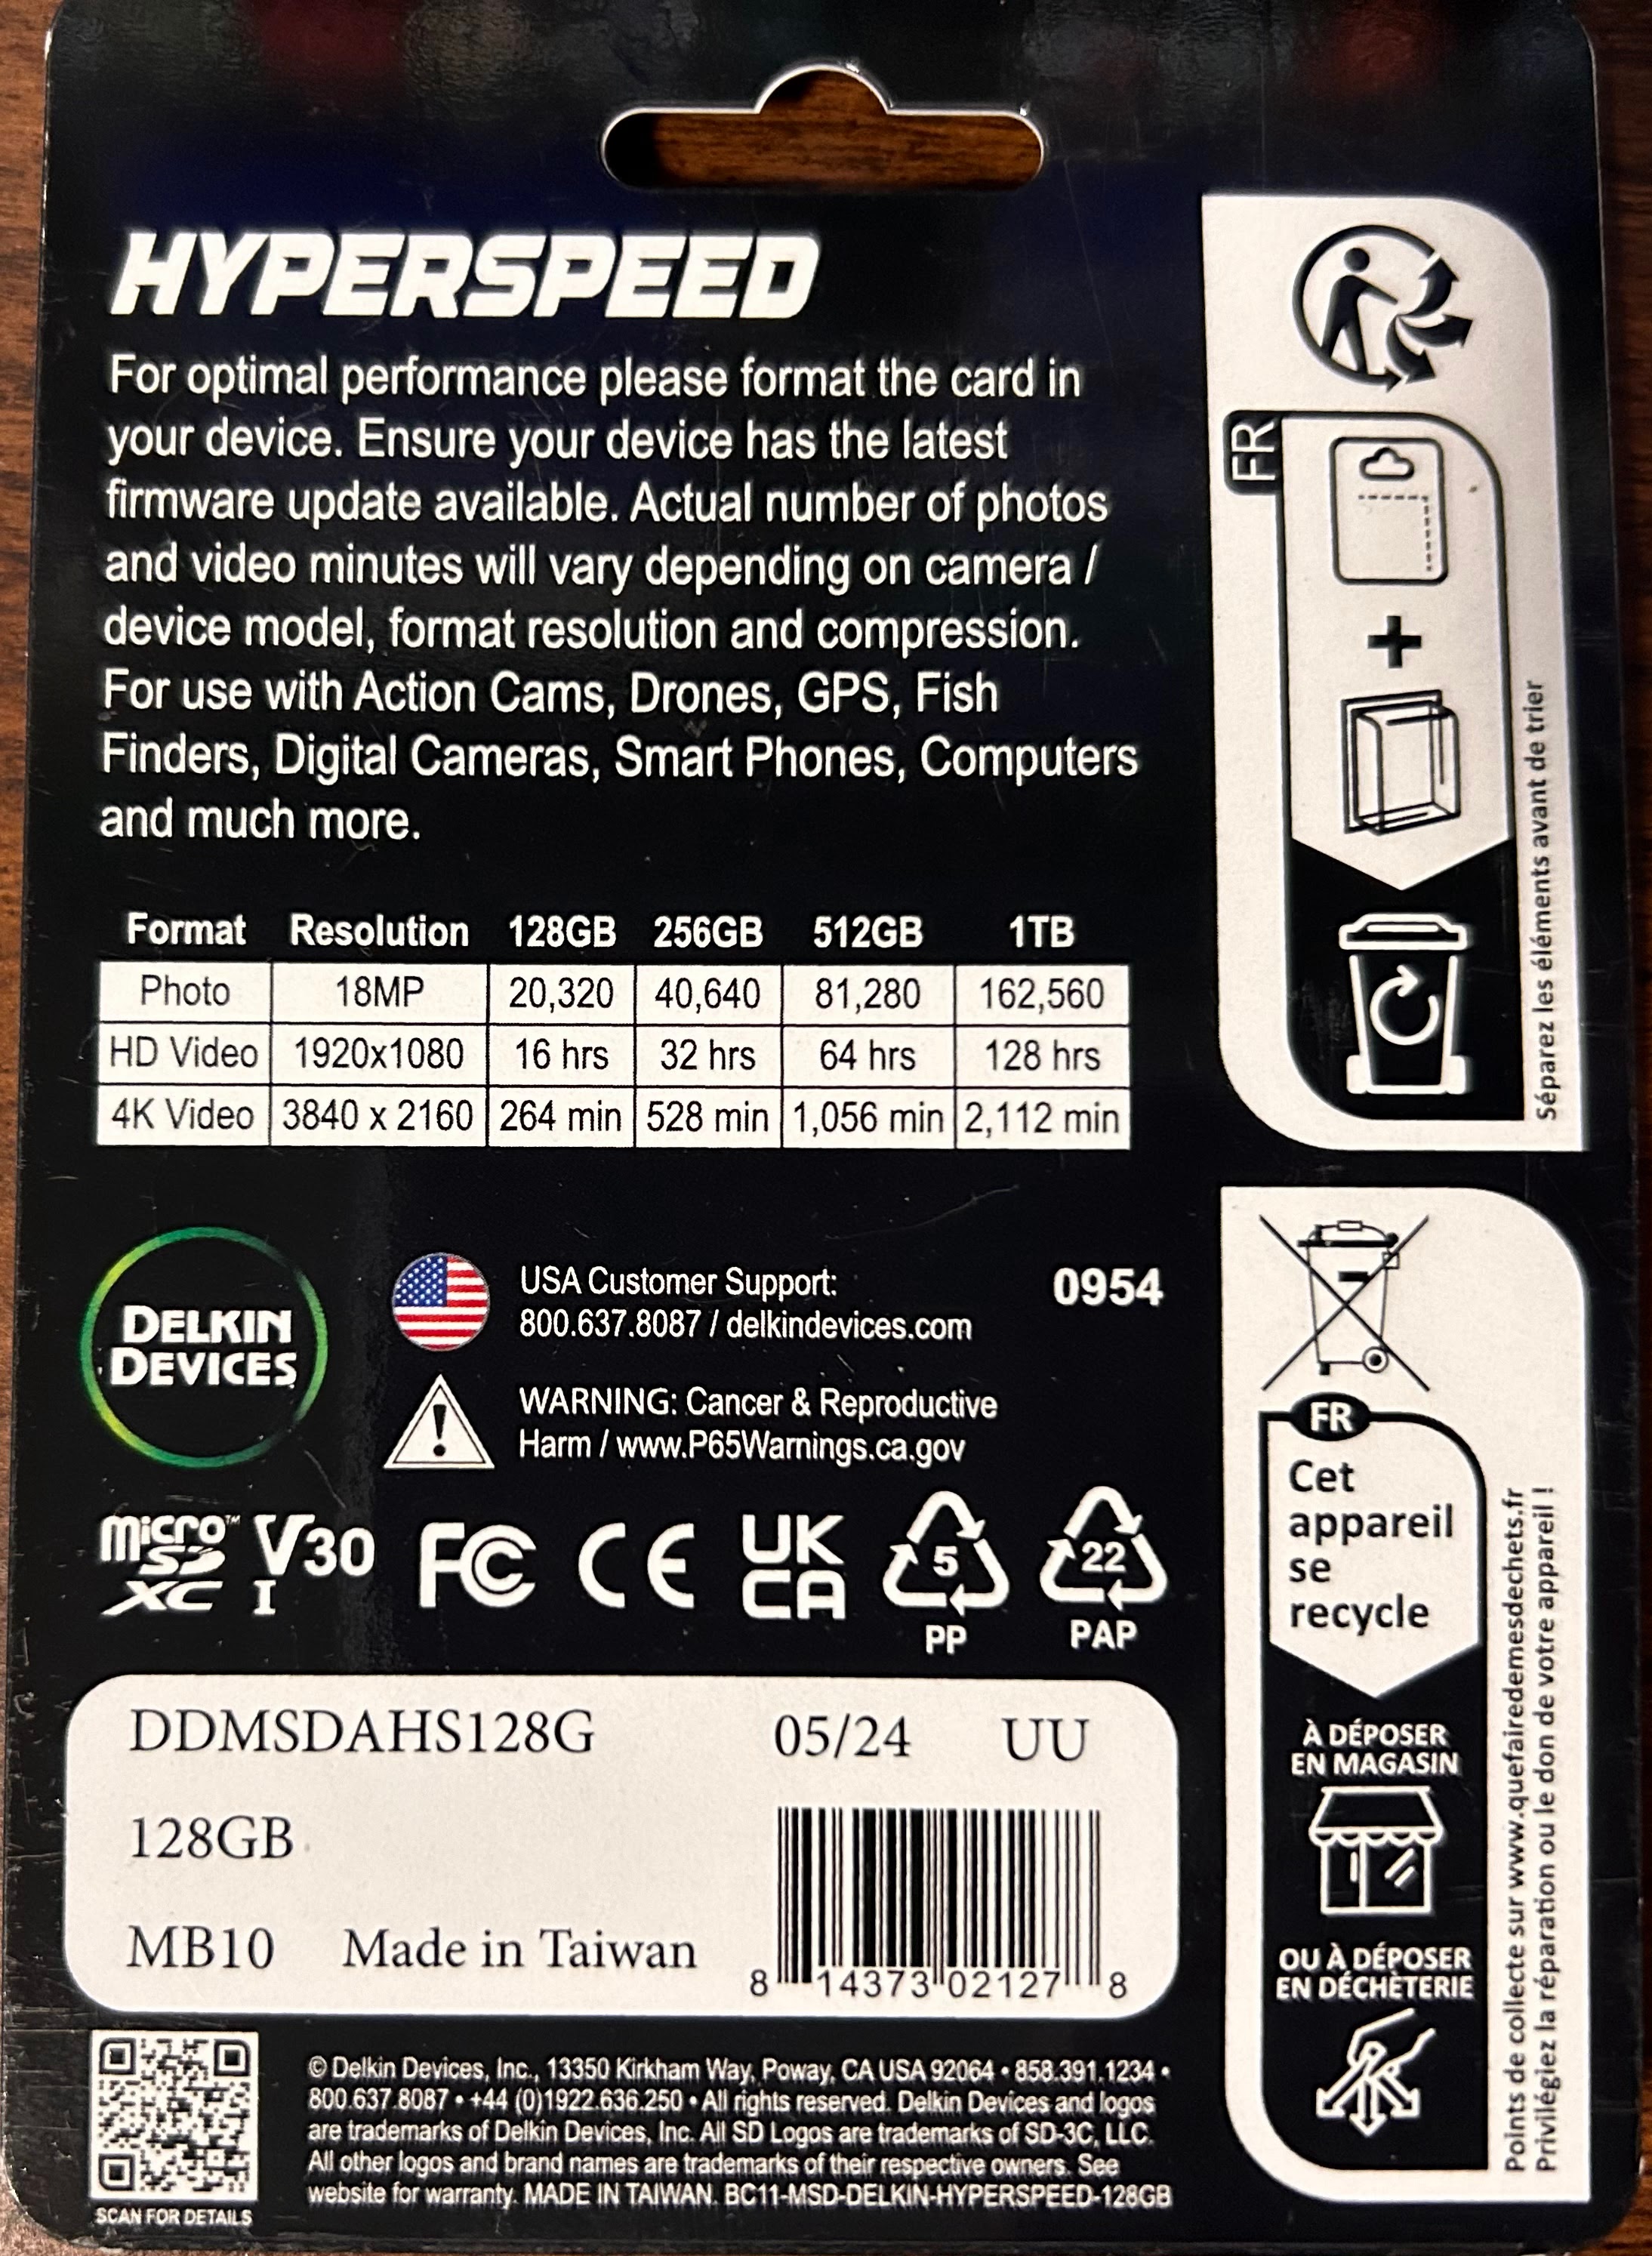 HYPERSPEED
For optimal performance please format the card in
your device. Ensure your device has the latest
firmware update available. Actual number of photos
and video minutes will vary depending on camera /
device model, format resolution and compression.
For use with Action Cams, Drones, GPS, Fish
Finders, Digital Cameras, Smart Phones, Computers
and much more.
Format Resolution 128GB 256GB 512GB 1TB
Photo 18MP 20,320 40,640 81,280 162,560
HD Video 1920x1080 16 hrs 32 hrs 64 hrs 128 hrs
4K Video 3840 x 2160 264 min 528 min 1,056 min 2,112 min
DELKIN
DEVICES
USA Customer Support:
800.637.8087 / delkindevices.com
0954
WARNING: Cancer & Reproductive
Harm / www.P65Warnings.ca.gov
micro™ SD XC I V30 FC CE UK CA 5 PP 22 PAP
DDMSDAHS128G 05/24 UU
128GB
MB10 Made in Taiwan
8 14373 02127 8
SCAN FOR DETAILS
© Delkin Devices, Inc., 13350 Kirkham Way, Poway, CA USA 92064 • 858.391.1234 •
800.637.8087 • +44 (0)1922.636.250 • All rights reserved. Delkin Devices and logos
are trademarks of Delkin Devices, Inc. All SD Logos are trademarks of SD-3C, LLC.
All other logos and brand names are trademarks of their respective owners. See
website for warranty. MADE IN TAIWAN. BC11-MSD-DELKIN-HYPERSPEED-128GB
FR
Séparez les éléments avant de trier
FR
Cet
appareil
se
recycle
À DÉPOSER
EN MAGASIN
OU À DÉPOSER
EN DÉCHÈTERIE
Points de collecte sur www.quefairedemesdechets.fr
Privilégiez la réparation ou le don de votre appareil !